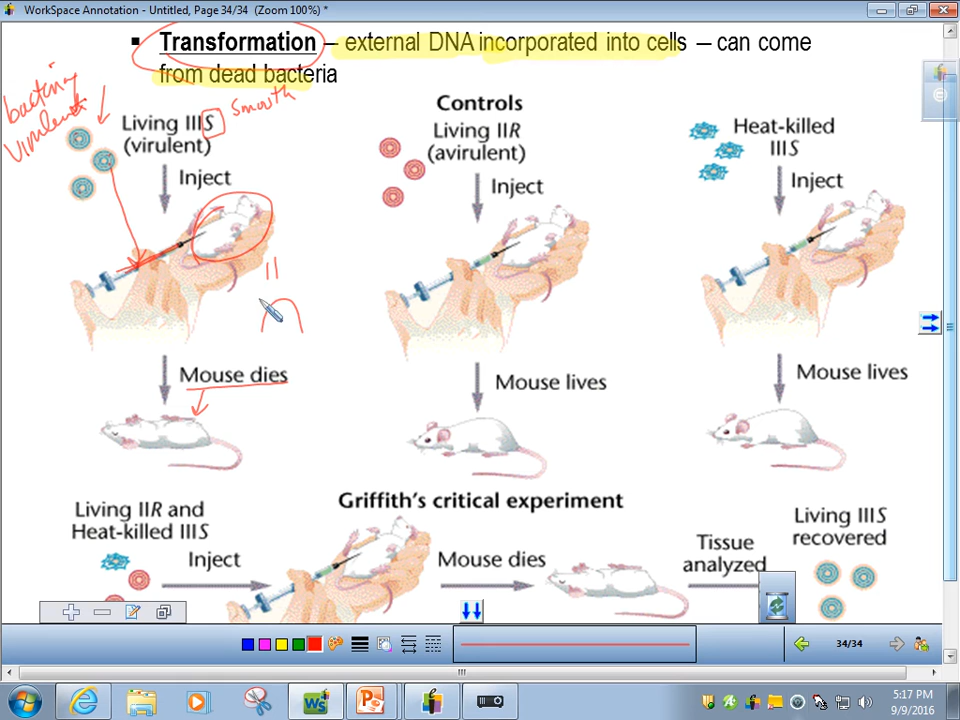 WorkSpace Annotation - Untitled, Page 34/34 (Zoom 100%) *
▪ Transformation – external DNA incorporated into cells – can come
from dead bacteria
bacteria
virulent
smooth
Living IIIS
(virulent)
Inject
Mouse dies
Controls
Living IIR
(avirulent)
Inject
Mouse lives
Heat-killed
IIIS
Inject
Mouse lives
Griffith's critical experiment
Living IIR and
Heat-killed IIIS
Inject
Mouse dies
Tissue
analyzed
Living IIIS
recovered
34/34
5:17 PM
9/9/2016